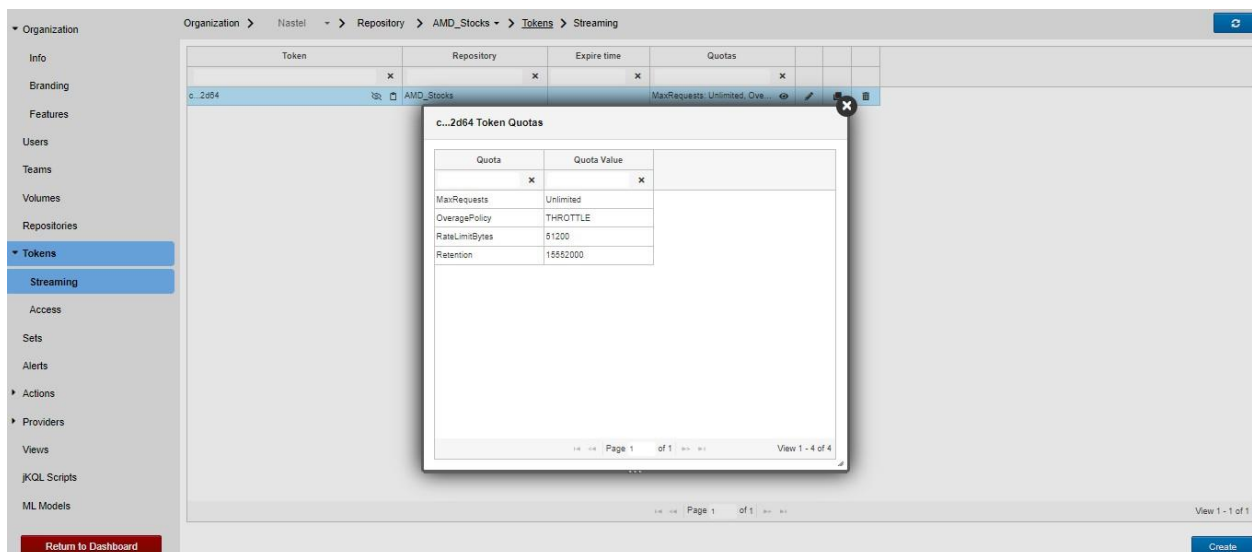 Organization > Nastel > Repository > AMD_Stocks > Tokens > Streaming
Organization
Info
Branding
Features
Users
Teams
Volumes
Repositories
Tokens
Streaming
Access
Sets
Alerts
Actions
Providers
Views
jKQL Scripts
ML Models
Return to Dashboard
Token Repository Expire time Quotas
c...2d64 AMD_Stocks MaxRequests: Unlimited, Ove...
c...2d64 Token Quotas
Quota Quota Value
MaxRequests Unlimited
OveragePolicy THROTTLE
RateLimitBytes 51200
Retention 15552000
Page 1 of 1 View 1 - 4 of 4
Page 1 of 1 View 1 - 1 of 1
Create